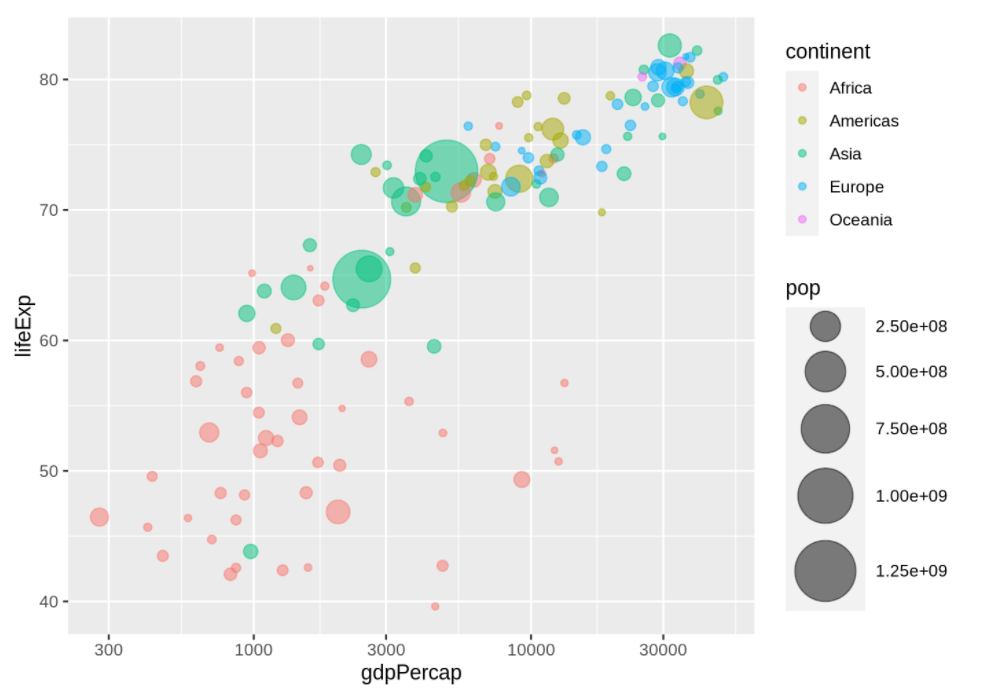 80
70
60
50
40
lifeExp
300
1000
3000
10000
30000
gdpPercap
continent
Africa
Americas
Asia
Europe
Oceania
pop
2.50e+08
5.00e+08
7.50e+08
1.00e+09
1.25e+09